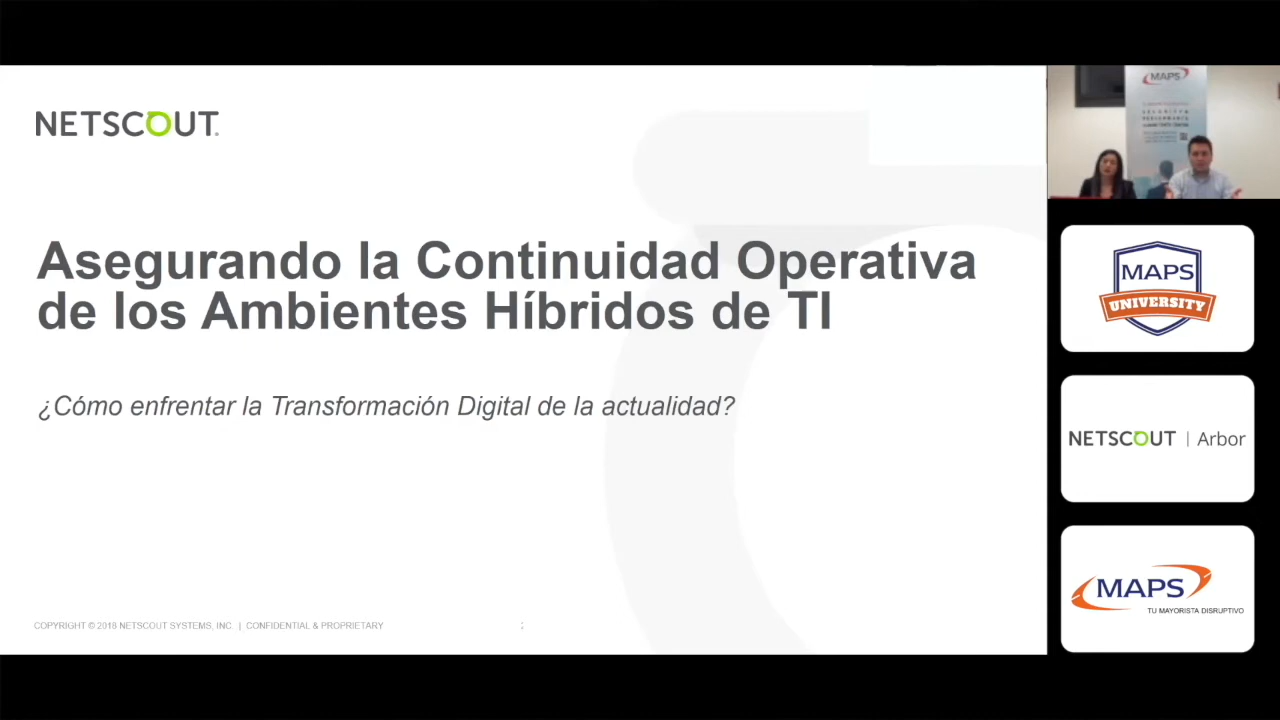 NETSCOUT.
Asegurando la Continuidad Operativa
de los Ambientes Híbridos de TI
¿Cómo enfrentar la Transformación Digital de la actualidad?
COPYRIGHT © 2018 NETSCOUT SYSTEMS, INC. | CONFIDENTIAL & PROPRIETARY
MAPS
MAPS
UNIVERSITY
NETSCOUT | Arbor
MAPS
TU MAYORISTA DISRUPTIVO